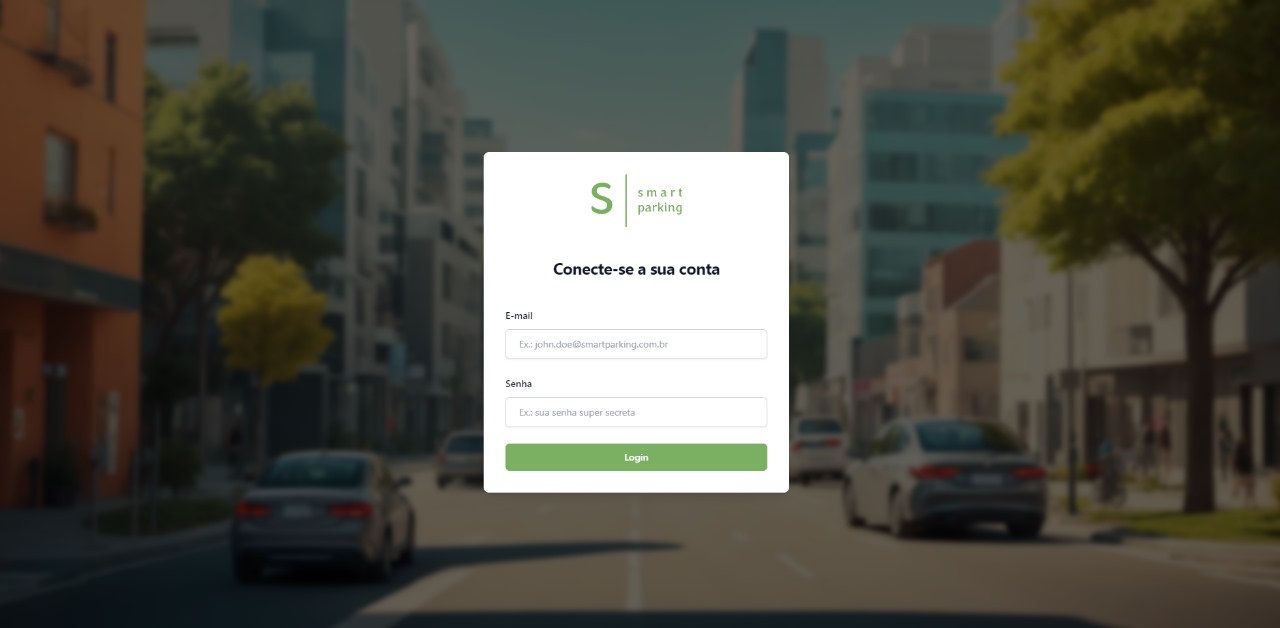 S
smart
parking
Conecte-se a sua conta
E-mail
Ex.: john.doe@smartparking.com.br
Senha
Ex.: sua senha super secreta
Login